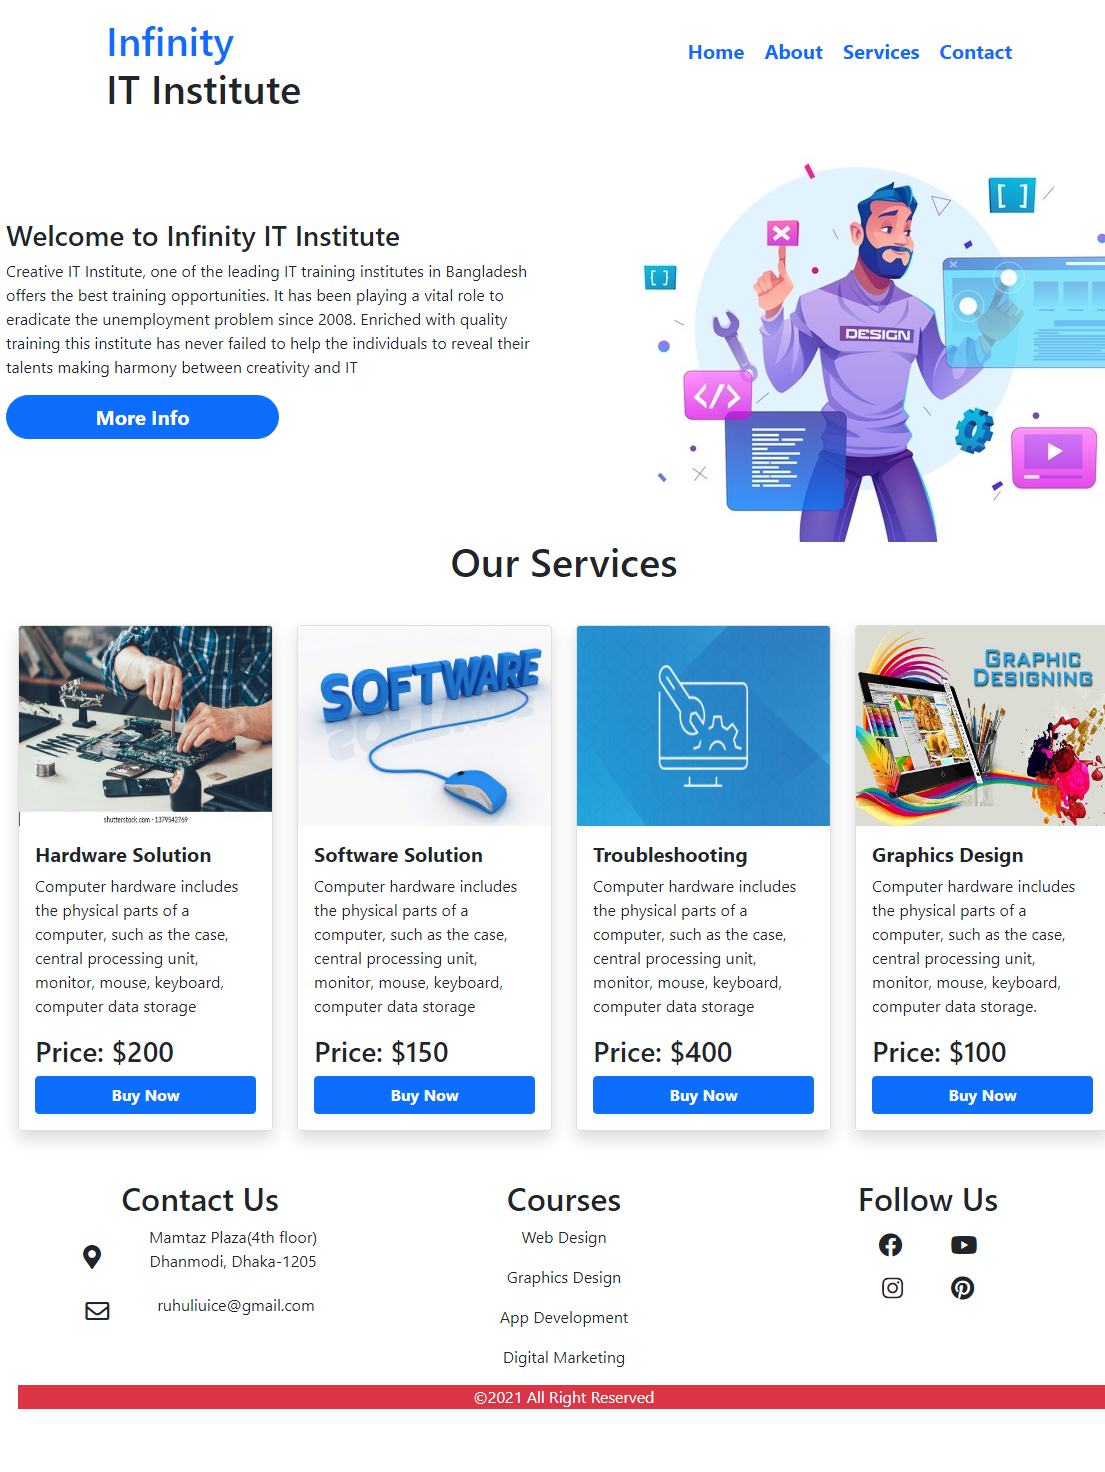 Infinity
IT Institute
Home About Services Contact
Welcome to Infinity IT Institute
Creative IT Institute, one of the leading IT training institutes in Bangladesh
offers the best training opportunities. It has been playing a vital role to
eradicate the unemployment problem since 2008. Enriched with quality
training this institute has never failed to help the individuals to reveal their
talents making harmony between creativity and IT
More Info
[ ]
[ ]
DESIGN
</>
Our Services
shutterstock.com · 1379542769
Hardware Solution
Computer hardware includes
the physical parts of a
computer, such as the case,
central processing unit,
monitor, mouse, keyboard,
computer data storage
Price: $200
Buy Now
SOFTWARE
Software Solution
Computer hardware includes
the physical parts of a
computer, such as the case,
central processing unit,
monitor, mouse, keyboard,
computer data storage
Price: $150
Buy Now
Troubleshooting
Computer hardware includes
the physical parts of a
computer, such as the case,
central processing unit,
monitor, mouse, keyboard,
computer data storage
Price: $400
Buy Now
GRAPHIC
DESIGNING
Graphics Design
Computer hardware includes
the physical parts of a
computer, such as the case,
central processing unit,
monitor, mouse, keyboard,
computer data storage.
Price: $100
Buy Now
Contact Us
Mamtaz Plaza(4th floor)
Dhanmodi, Dhaka-1205
ruhuliuice@gmail.com
Courses
Web Design
Graphics Design
App Development
Digital Marketing
Follow Us
©2021 All Right Reserved